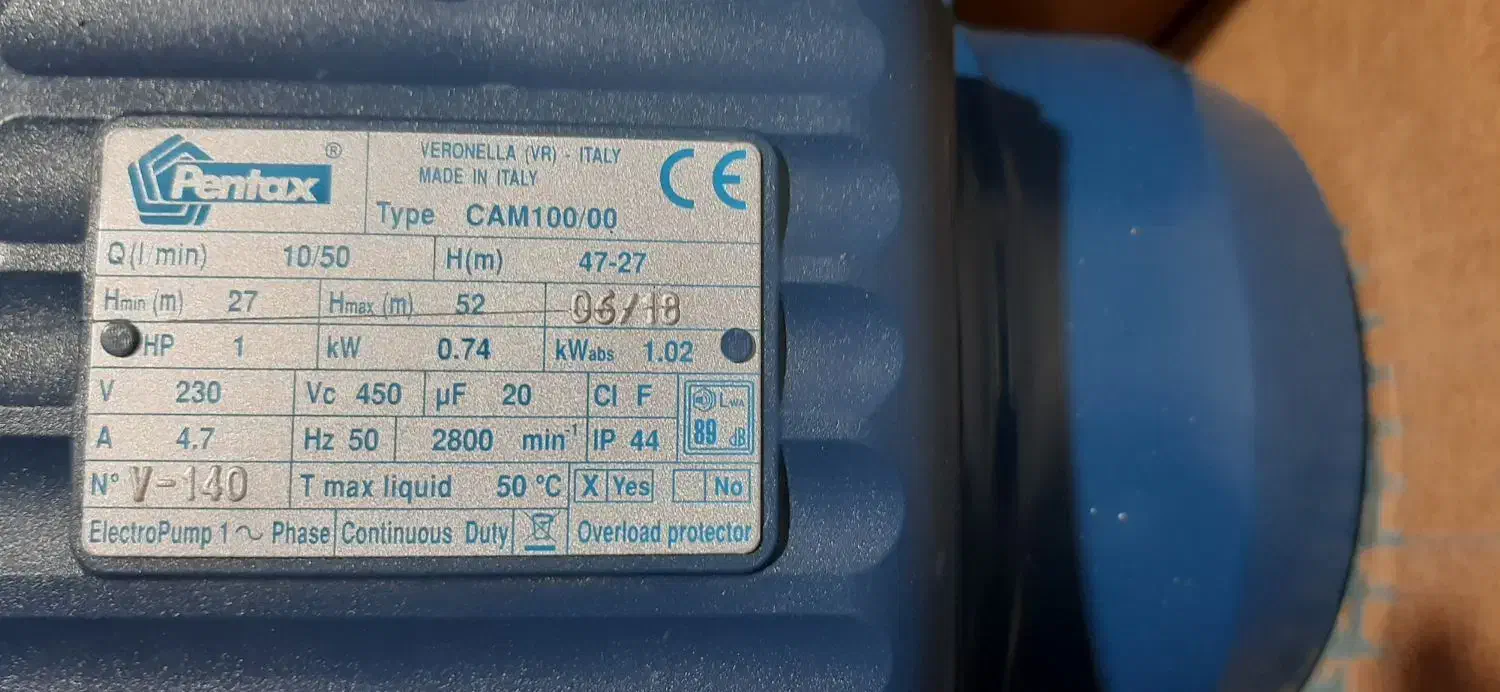 Pentax ®
VERONELLA (VR) - ITALY
MADE IN ITALY
CE
Type CAM100/00
Q(l/min) 10/50 H(m) 47-27
Hmin (m) 27 Hmax (m) 52 06/18
HP 1 kW 0.74 kWabs 1.02
V 230 Vc 450 µF 20 Cl F
LWA
A 4.7 Hz 50 2800 min-1 IP 44 89 dB
N° V-140 T max liquid 50 °C X Yes No
ElectroPump 1 ~ Phase Continuous Duty Overload protector